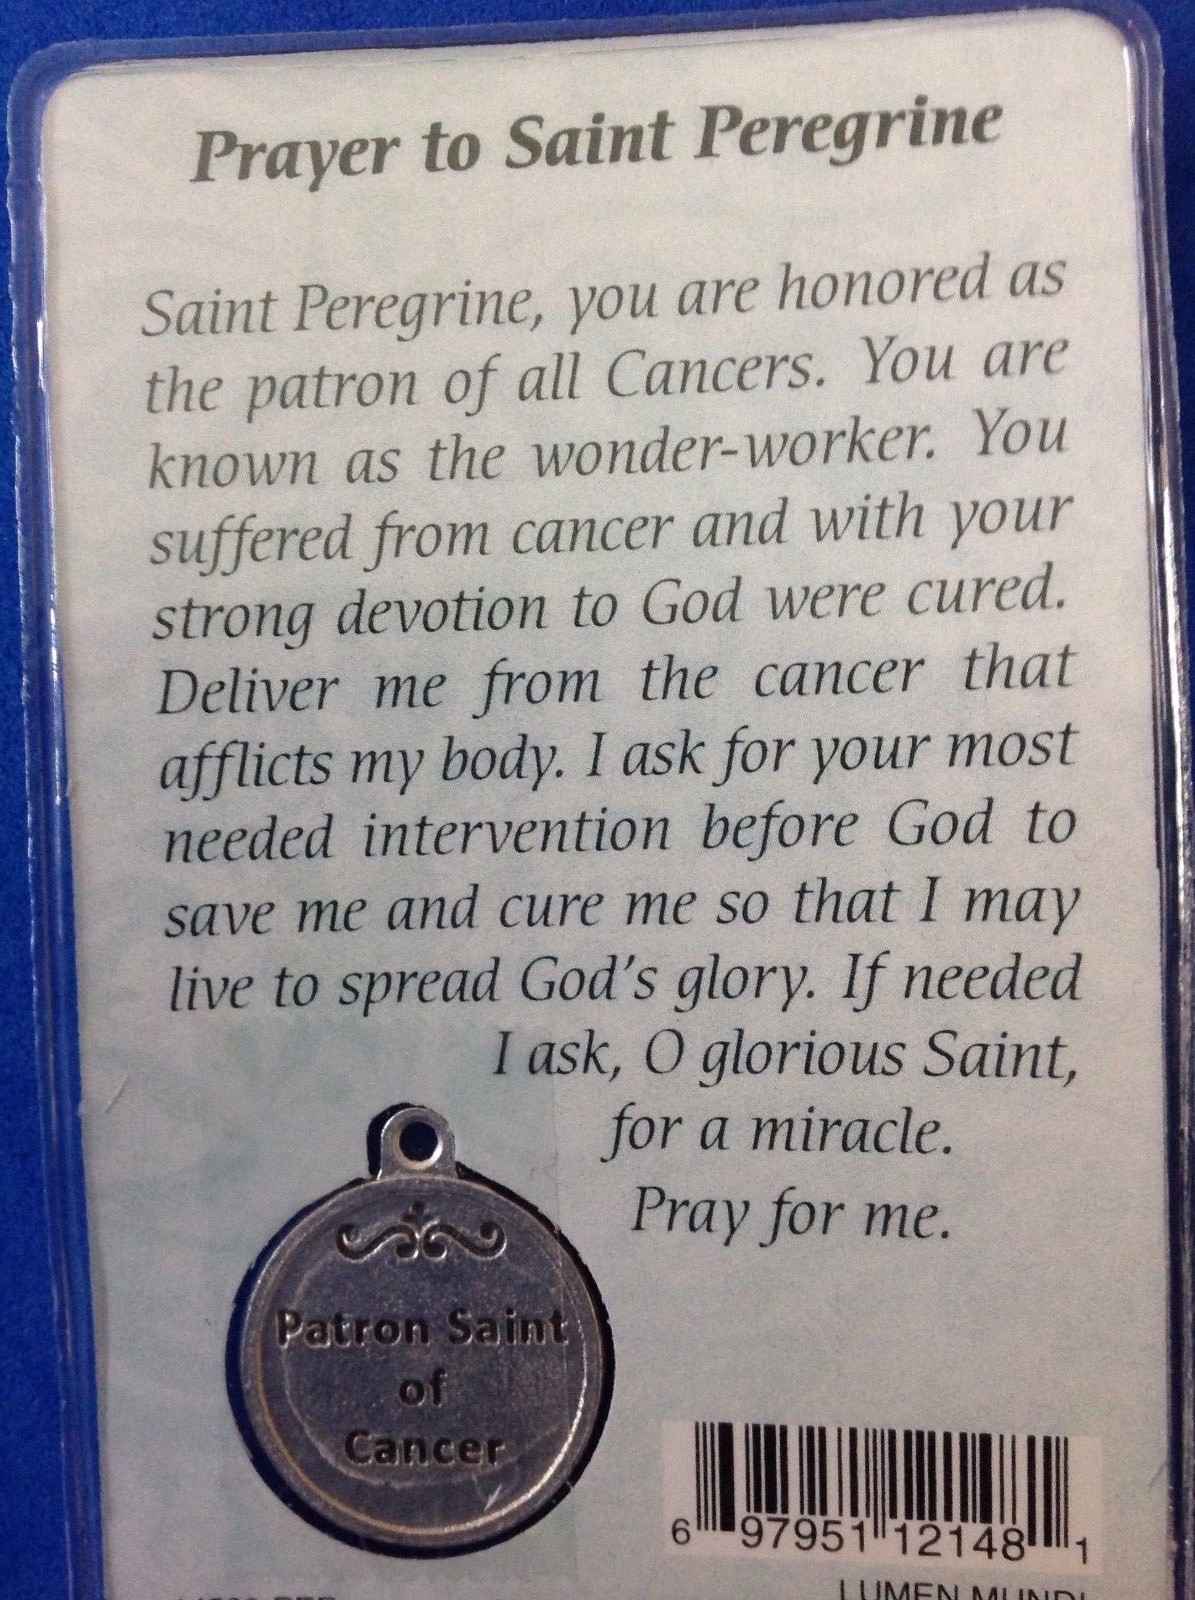 Prayer to Saint Peregrine
Saint Peregrine, you are honored as
the patron of all Cancers. You are
known as the wonder-worker. You
suffered from cancer and with your
strong devotion to God were cured.
Deliver me from the cancer that
afflicts my body. I ask for your most
needed intervention before God to
save me and cure me so that I may
live to spread God's glory. If needed
I ask, O glorious Saint,
for a miracle.
Pray for me.
Patron Saint
of
Cancer
6 97951 12148 1
LUMEN MUNDI